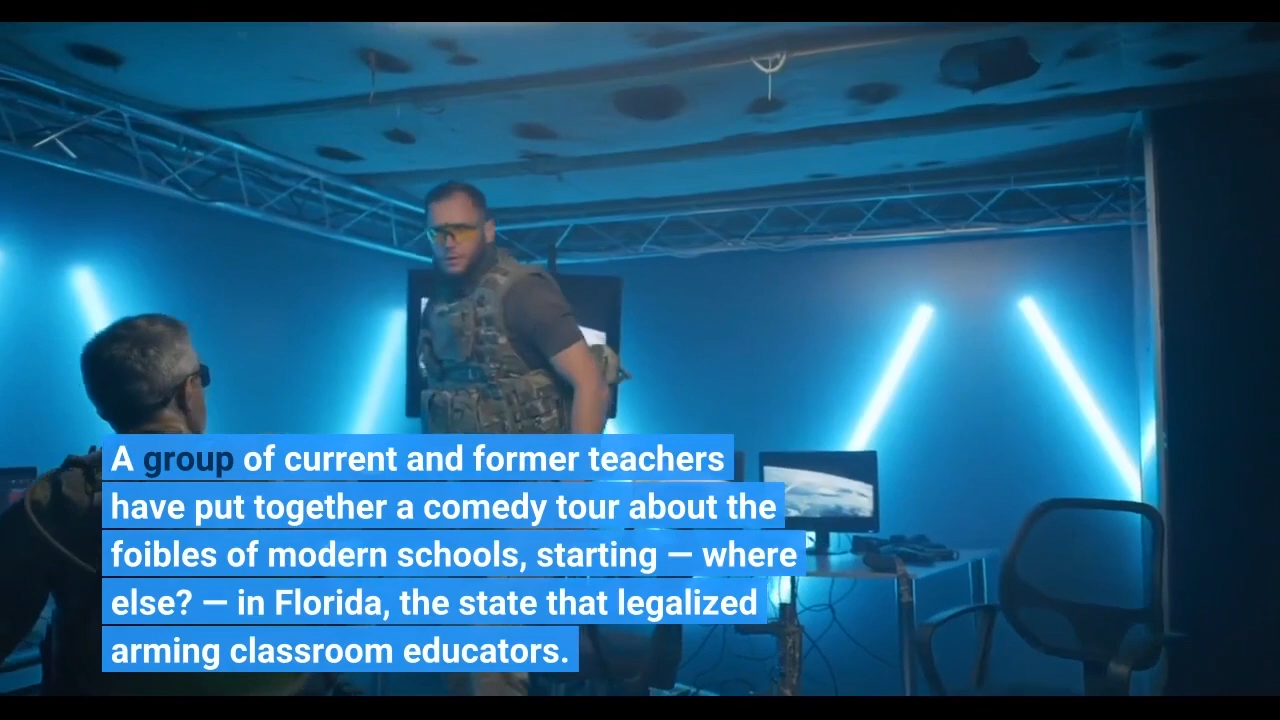 A group of current and former teachers
have put together a comedy tour about the
foibles of modern schools, starting — where
else? — in Florida, the state that legalized
arming classroom educators.